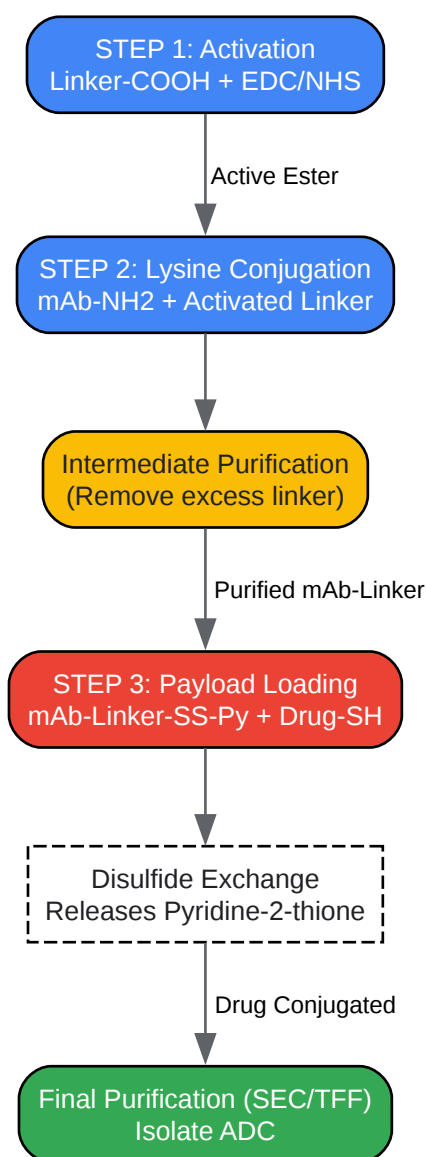 STEP 1: Activation
Linker-COOH + EDC/NHS
Active Ester
STEP 2: Lysine Conjugation
mAb-NH2 + Activated Linker
Intermediate Purification
(Remove excess linker)
Purified mAb-Linker
STEP 3: Payload Loading
mAb-Linker-SS-Py + Drug-SH
Disulfide Exchange
Releases Pyridine-2-thione
Drug Conjugated
Final Purification (SEC/TFF)
Isolate ADC